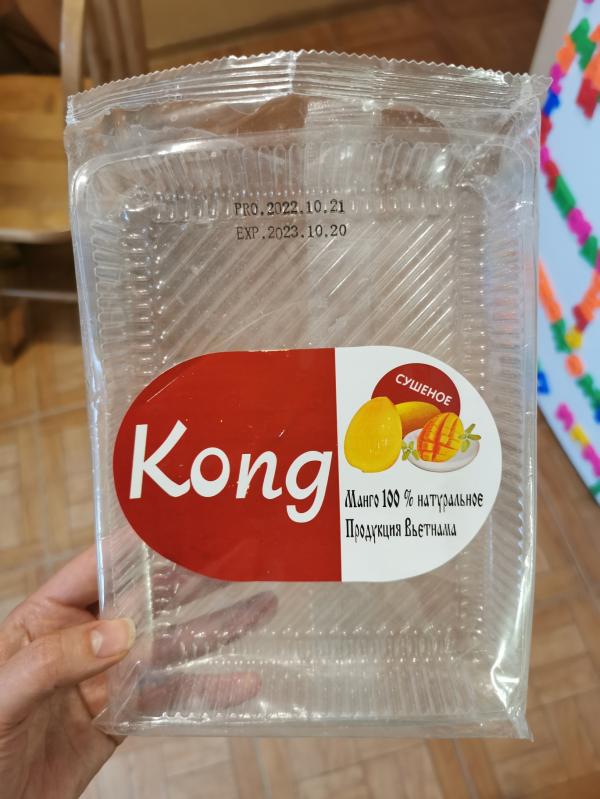 PRO.2022.10.21
EXP.2023.10.20
Kong
СУШЕНОЕ
Манго 100 % натуральное
Продукция Вьетнама